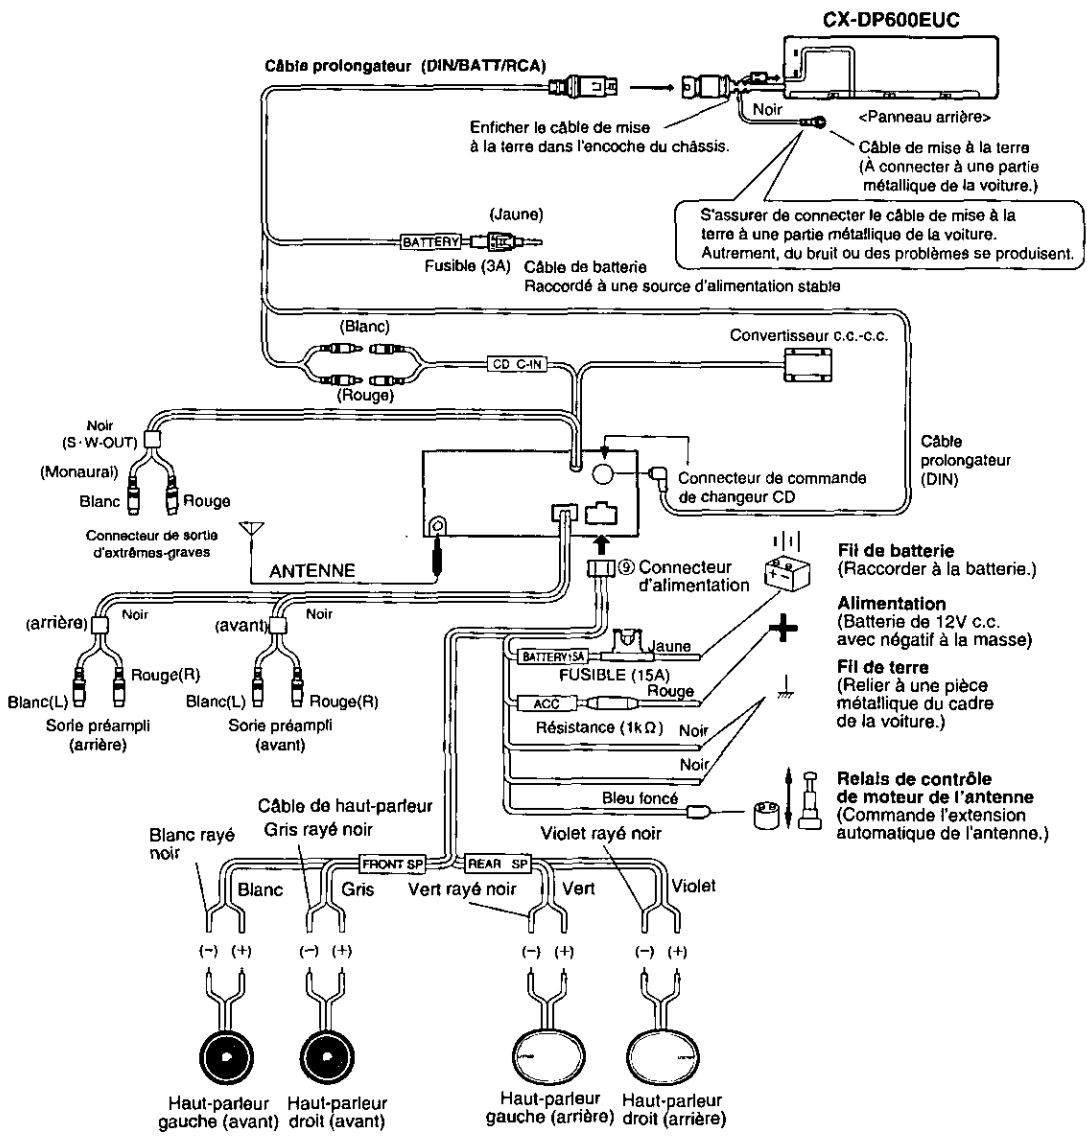 CX-DP600EUC
Câble prolongateur (DIN/BATT/RCA)
Noir
<Panneau arrière>
Enficher le câble de mise
à la terre dans l'encoche du châssis.
Câble de mise à la terre
(À connecter à une partie
métallique de la voiture.)
S'assurer de connecter le câble de mise à la
terre à une partie métallique de la voiture.
Autrement, du bruit ou des problèmes se produisent.
(Jaune)
BATTERY
Fusible (3A)
Câble de batterie
Raccordé à une source d'alimentation stable
(Blanc)
CD C-IN
(Rouge)
Convertisseur c.c.-c.c.
Noir
(S·W-OUT)
(Monaural)
Blanc
Rouge
Connecteur de sortie
d'extrêmes-graves
Connecteur de commande
de changeur CD
Câble
prolongateur
(DIN)
ANTENNE
⑨ Connecteur
d'alimentation
Fil de batterie
(Raccorder à la batterie.)
Alimentation
(Batterie de 12V c.c.
avec négatif à la masse)
Fil de terre
(Relier à une pièce
métallique du cadre
de la voiture.)
(arrière)
Noir
(avant)
Noir
Rouge(R)
Blanc(L)
Blanc(L)
Rouge(R)
Sorie préampli
(arrière)
Sorie préampli
(avant)
BATTERY15A
Jaune
FUSIBLE (15A)
ACC
Rouge
Résistance (1kΩ)
Noir
Noir
Bleu foncé
Relais de contrôle
de moteur de l'antenne
(Commande l'extension
automatique de l'antenne.)
Câble de haut-parleur
Blanc rayé
noir
Gris rayé noir
Violet rayé noir
FRONT SP
REAR SP
Blanc
Gris
Vert rayé noir
Vert
Violet
(-) (+)
(-) (+)
(-) (+)
(-) (+)
Haut-parleur
gauche (avant)
Haut-parleur
droit (avant)
Haut-parleur
gauche (arrière)
Haut-parleur
droit (arrière)